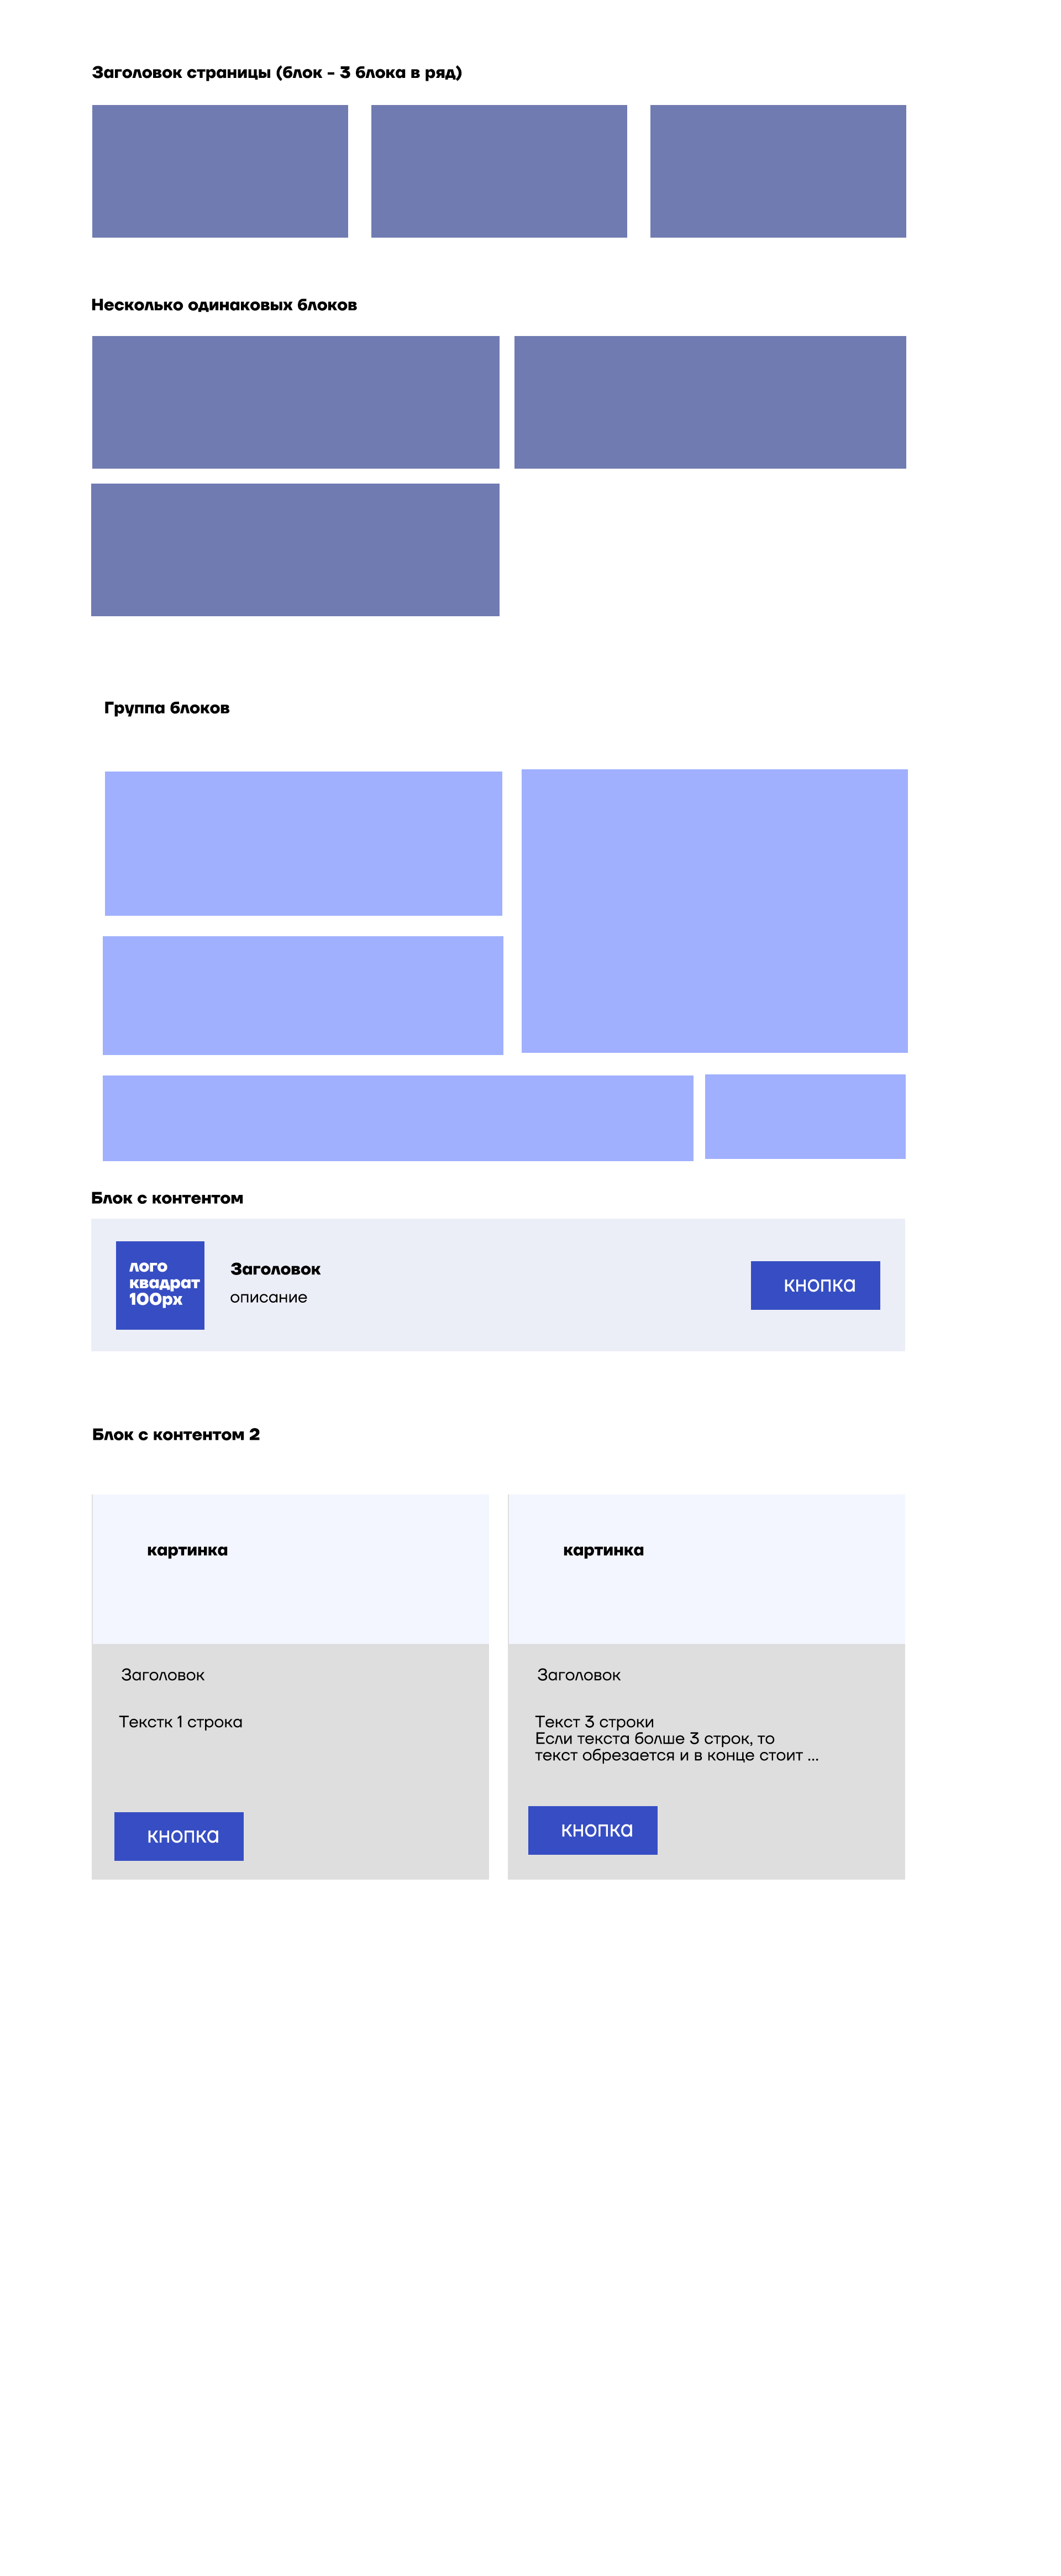 Заголовок страницы (блок - 3 блока в ряд)
Несколько одинаковых блоков
Группа блоков
Блок с контентом
лого
квадрат
100px
Заголовок
описание
кнопка
Блок с контентом 2
картинка
картинка
Заголовок
Заголовок
Текстк 1 строка
Текст 3 строки
Если текста болше 3 строк, то
текст обрезается и в конце стоит ...
кнопка
кнопка